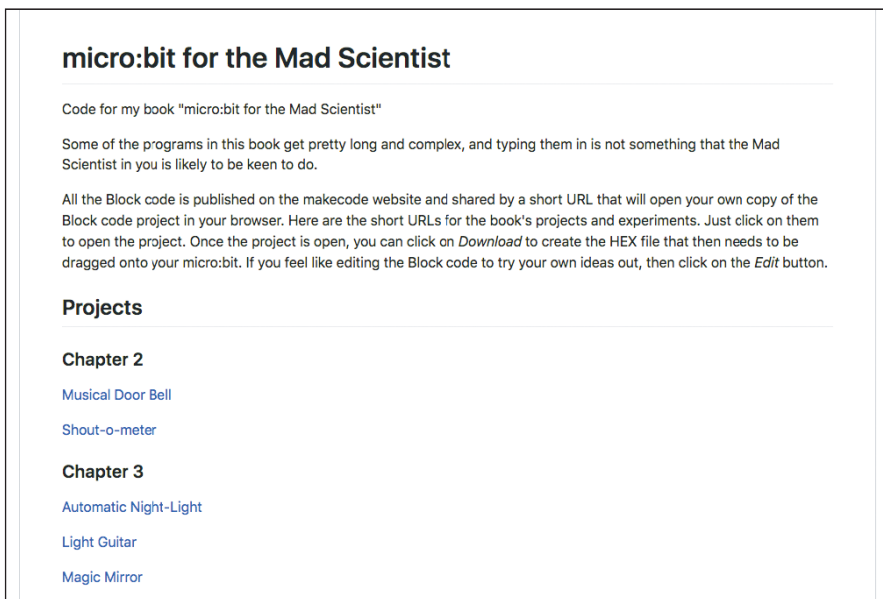 micro:bit for the Mad Scientist
Code for my book "micro:bit for the Mad Scientist"
Some of the programs in this book get pretty long and complex, and typing them in is not something that the Mad
Scientist in you is likely to be keen to do.
All the Block code is published on the makecode website and shared by a short URL that will open your own copy of the
Block code project in your browser. Here are the short URLs for the book's projects and experiments. Just click on them
to open the project. Once the project is open, you can click on Download to create the HEX file that then needs to be
dragged onto your micro:bit. If you feel like editing the Block code to try your own ideas out, then click on the Edit button.
Projects
Chapter 2
Musical Door Bell
Shout-o-meter
Chapter 3
Automatic Night-Light
Light Guitar
Magic Mirror